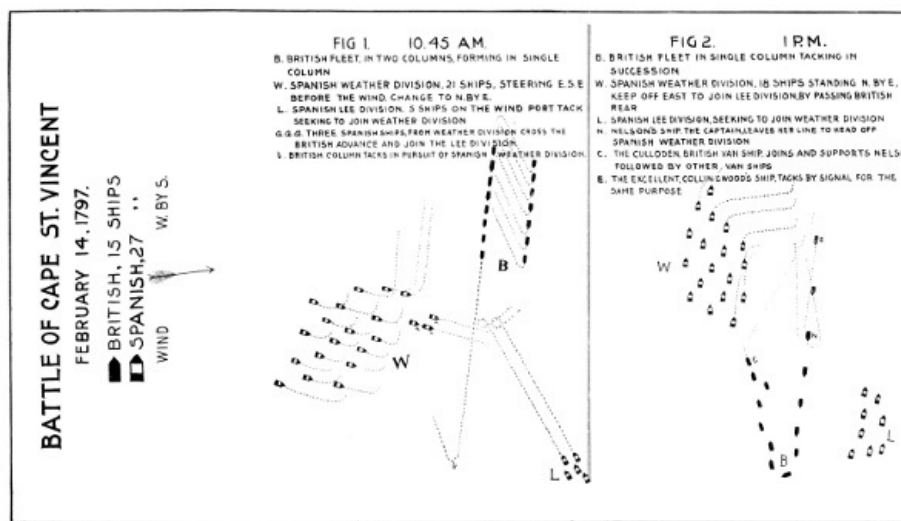 BATTLE OF CAPE ST. VINCENT
FEBRUARY 14, 1797.
BRITISH, 15 SHIPS
SPANISH, 27 ,,
WIND W. BY S.
FIG 1. 10.45 A.M.
B. BRITISH FLEET, IN TWO COLUMNS, FORMING IN SINGLE
COLUMN
W. SPANISH WEATHER DIVISION, 21 SHIPS, STEERING E.S.E
BEFORE THE WIND, CHANGE TO N. BY E.
L. SPANISH LEE DIVISION, 5 SHIPS ON THE WIND PORT TACK
SEEKING TO JOIN WEATHER DIVISION
G.G.G. THREE SPANISH SHIPS, FROM WEATHER DIVISION CROSS THE
BRITISH ADVANCE AND JOIN THE LEE DIVISION
BRITISH COLUMN TACKS IN PURSUIT OF SPANISH WEATHER DIVISION.
B
W
L
FIG 2. 1 P.M.
B. BRITISH FLEET IN SINGLE COLUMN TACKING IN
SUCCESSION
W. SPANISH WEATHER DIVISION, 18 SHIPS STANDING N. BY E.
KEEP OFF EAST TO JOIN LEE DIVISION, BY PASSING BRITISH
REAR
L. SPANISH LEE DIVISION, SEEKING TO JOIN WEATHER DIVISION
N. NELSON'S SHIP, THE CAPTAIN, LEAVES HER LINE TO HEAD OFF
SPANISH WEATHER DIVISION
C. THE CULLODEN, BRITISH VAN SHIP, JOINS AND SUPPORTS NELS
FOLLOWED BY OTHER, VAN SHIPS
E. THE EXCELLENT, COLLINGWOOD'S SHIP, TACKS BY SIGNAL FOR THE
SAME PURPOSE
W
C
B
L